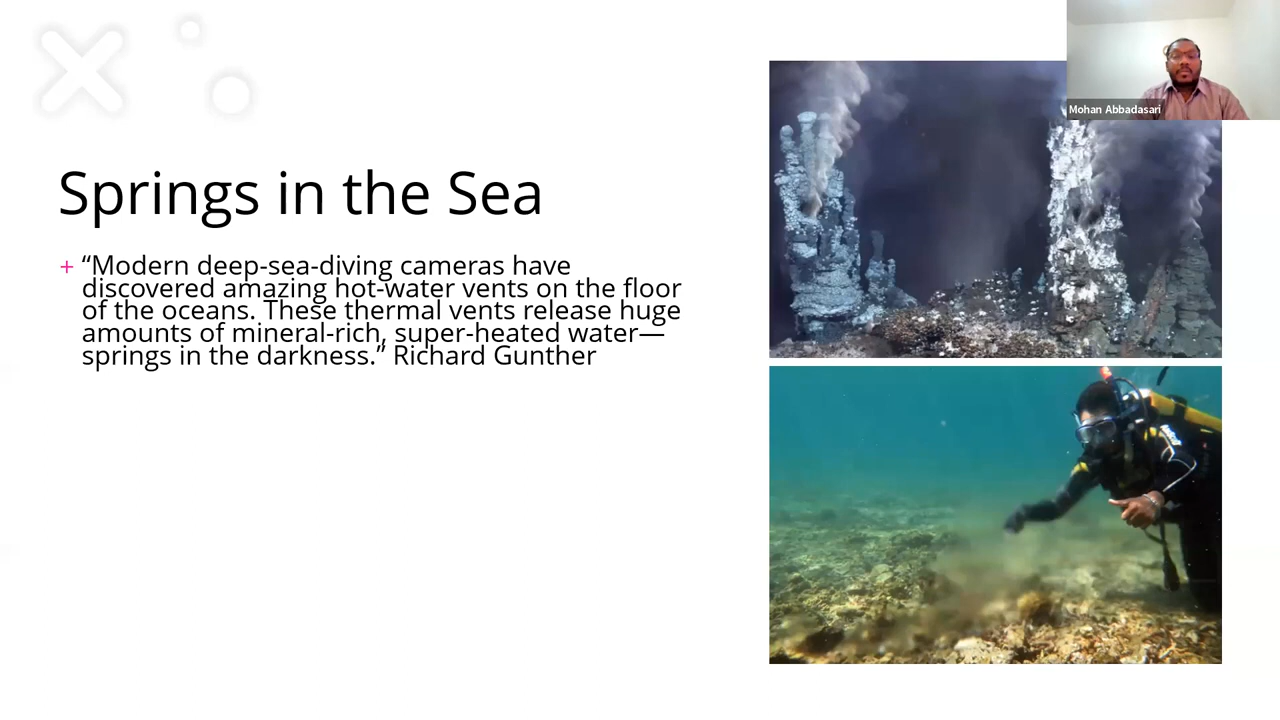 Mohan Abbadasari
Springs in the Sea
+ “Modern deep-sea-diving cameras have
discovered amazing hot-water vents on the floor
of the oceans. These thermal vents release huge
amounts of mineral-rich, super-heated water—
springs in the darkness.” Richard Gunther